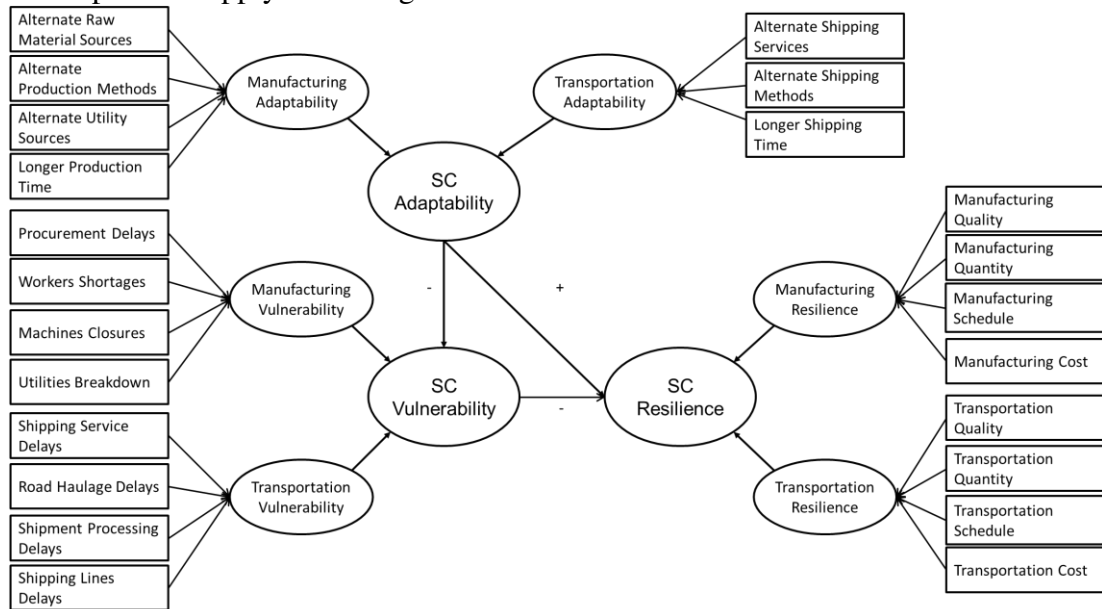 Alternate Raw
Material Sources
Alternate
Production Methods
Alternate Utility
Sources
Longer Production
Time
Manufacturing
Adaptability
Transportation
Adaptability
Alternate Shipping
Services
Alternate Shipping
Methods
Longer Shipping
Time
SC
Adaptability
Procurement Delays
Workers Shortages
Machines Closures
Utilities Breakdown
Manufacturing
Vulnerability
-
+
Manufacturing
Resilience
Manufacturing
Quality
Manufacturing
Quantity
Manufacturing
Schedule
Manufacturing Cost
SC
Vulnerability
-
SC
Resilience
Shipping Service
Delays
Road Haulage Delays
Shipment Processing
Delays
Shipping Lines
Delays
Transportation
Vulnerability
Transportation
Resilience
Transportation
Quality
Transportation
Quantity
Transportation
Schedule
Transportation Cost